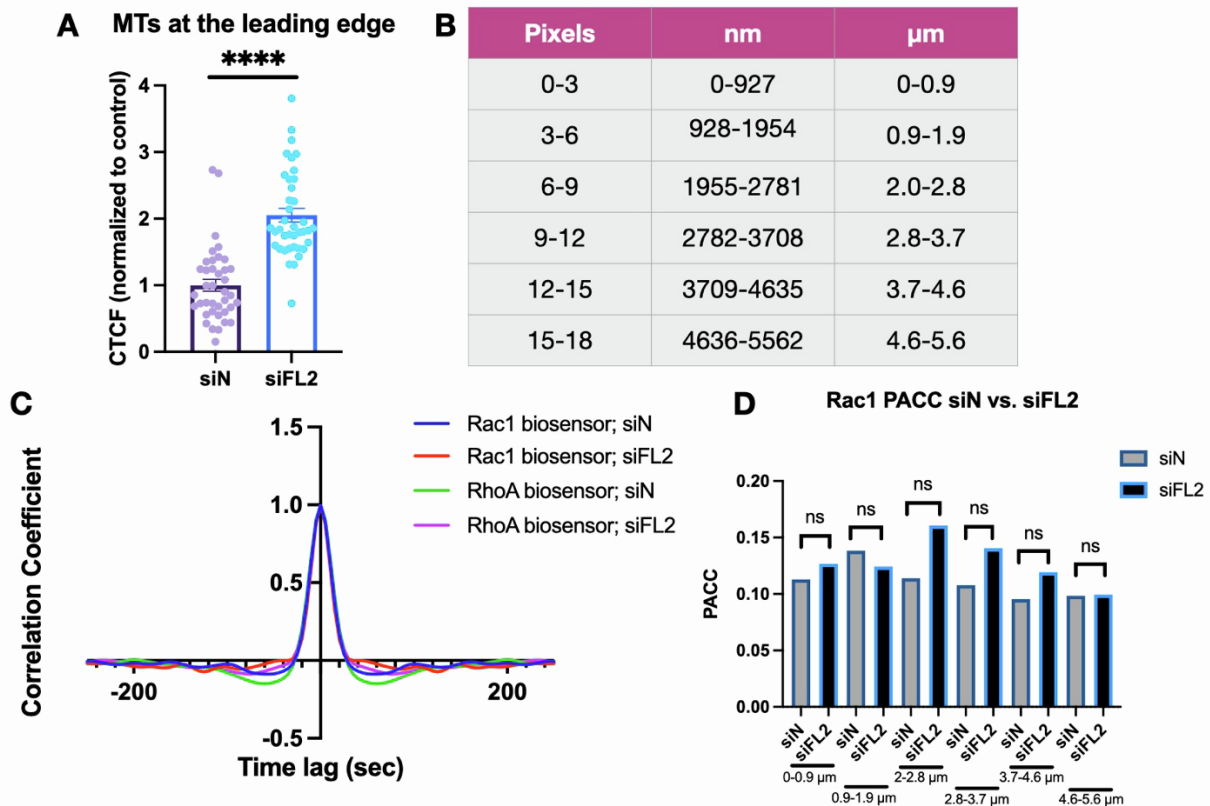 A
MTs at the leading edge
****
CTCF (normalized to control)
4
3
2
1
0
siN
siFL2
B
Pixels nm µm
0-3 0-927 0-0.9
3-6 928-1954 0.9-1.9
6-9 1955-2781 2.0-2.8
9-12 2782-3708 2.8-3.7
12-15 3709-4635 3.7-4.6
15-18 4636-5562 4.6-5.6
C
Correlation Coefficient
1.5
1.0
0.5
-0.5
-200
200
Time lag (sec)
Rac1 biosensor; siN
Rac1 biosensor; siFL2
RhoA biosensor; siN
RhoA biosensor; siFL2
D
Rac1 PACC siN vs. siFL2
siN
siFL2
PACC
0.20
0.15
0.10
0.05
0.00
ns
ns
ns
ns
ns
ns
siN siFL2 siN siFL2 siN siFL2 siN siFL2 siN siFL2 siN siFL2
0-0.9 µm
0.9-1.9 µm
2-2.8 µm
2.8-3.7 µm
3.7-4.6 µm
4.6-5.6 µm